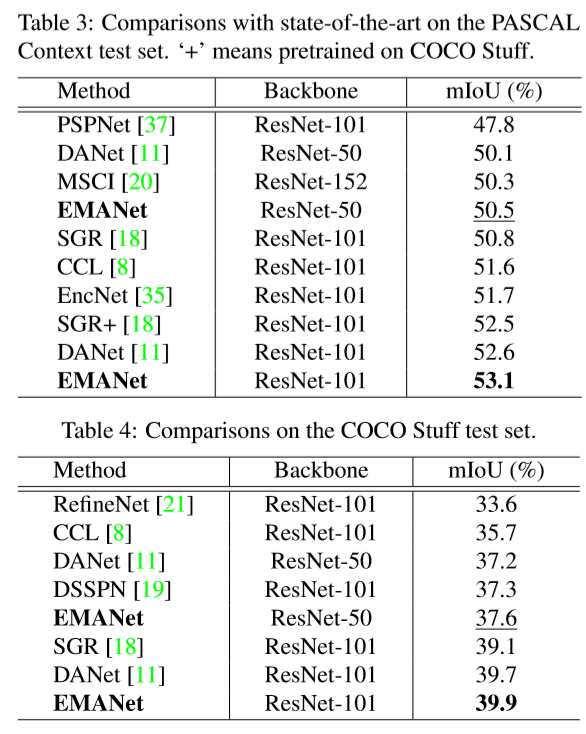 Table 3: Comparisons with state-of-the-art on the PASCAL
Context test set. ‘+’ means pretrained on COCO Stuff.
Method Backbone mIoU (%)
PSPNet [37] ResNet-101 47.8
DANet [11] ResNet-50 50.1
MSCI [20] ResNet-152 50.3
EMANet ResNet-50 50.5
SGR [18] ResNet-101 50.8
CCL [8] ResNet-101 51.6
EncNet [35] ResNet-101 51.7
SGR+ [18] ResNet-101 52.5
DANet [11] ResNet-101 52.6
EMANet ResNet-101 53.1
Table 4: Comparisons on the COCO Stuff test set.
Method Backbone mIoU (%)
RefineNet [21] ResNet-101 33.6
CCL [8] ResNet-101 35.7
DANet [11] ResNet-50 37.2
DSSPN [19] ResNet-101 37.3
EMANet ResNet-50 37.6
SGR [18] ResNet-101 39.1
DANet [11] ResNet-101 39.7
EMANet ResNet-101 39.9